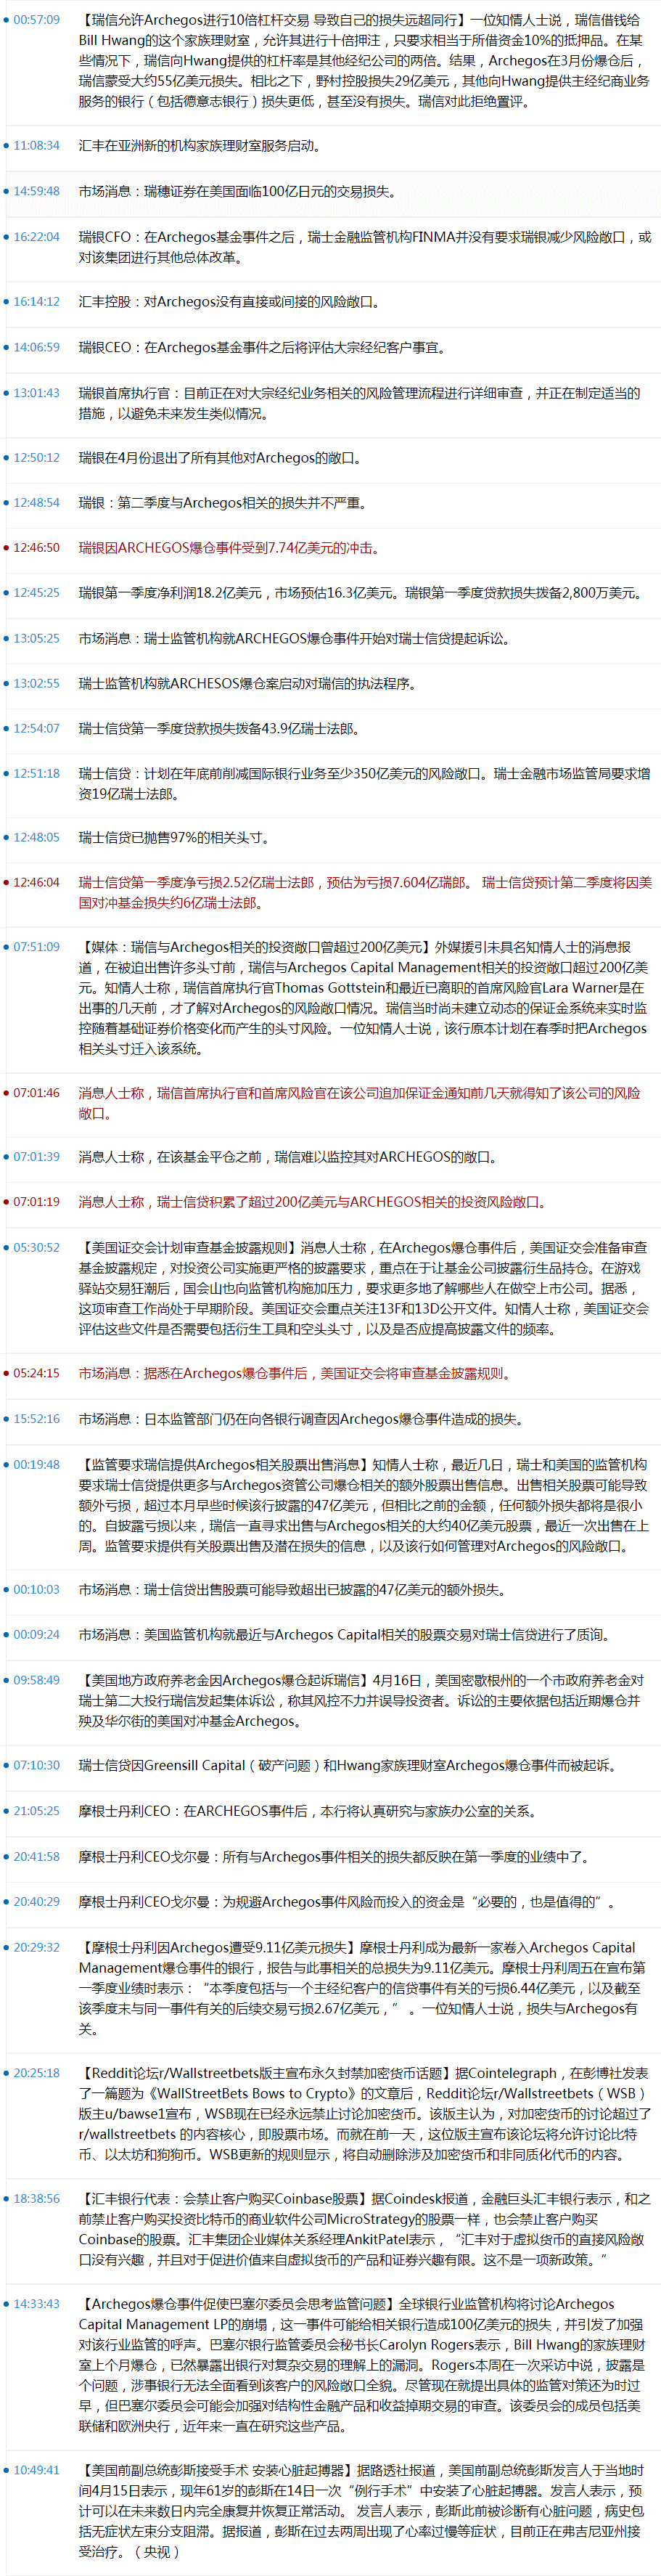 00:57:09
【瑞信允许Archegos进行10倍杠杆交易 导致自己的损失远超同行】一位知情人士说，瑞信借钱给
Bill Hwang的这个家族理财室，允许其进行十倍押注，只要求相当于所借资金10%的抵押品。在某
些情况下，瑞信向Hwang提供的杠杆率是其他经纪公司的两倍。结果，Archegos在3月份爆仓后，
瑞信蒙受大约55亿美元损失。相比之下，野村控股损失29亿美元，其他向Hwang提供主经纪商业务
服务的银行（包括德意志银行）损失更低，甚至没有损失。瑞信对此拒绝置评。
11:08:34
汇丰在亚洲新的机构家族理财室服务启动。
14:59:48
市场消息：瑞穗证券在美国面临100亿日元的交易损失。
16:22:04
瑞银CFO：在Archegos基金事件之后，瑞士金融监管机构FINMA并没有要求瑞银减少风险敞口，或
对该集团进行其他总体改革。
16:14:12
汇丰控股：对Archegos没有直接或间接的风险敞口。
14:06:59
瑞银CEO：在Archegos基金事件之后将评估大宗经纪客户事宜。
13:01:43
瑞银首席执行官：目前正在对大宗经纪业务相关的风险管理流程进行详细审查，并正在制定适当的
措施，以避免未来发生类似情况。
12:50:12
瑞银在4月份退出了所有其他对Archegos的敞口。
12:48:54
瑞银：第二季度与Archegos相关的损失并不严重。
12:46:50
瑞银因ARCHEGOS爆仓事件受到7.74亿美元的冲击。
12:45:25
瑞银第一季度净利润18.2亿美元，市场预估16.3亿美元。瑞银第一季度贷款损失拨备2,800万美元。
13:05:25
市场消息：瑞士监管机构就ARCHEGOS爆仓事件开始对瑞士信贷提起诉讼。
13:02:55
瑞士监管机构就ARCHESOS爆仓案启动对瑞信的执法程序。
12:54:07
瑞士信贷第一季度贷款损失拨备43.9亿瑞士法郎。
12:51:18
瑞士信贷：计划在年底前削减国际银行业务至少350亿美元的风险敞口。瑞士金融市场监管局要求增
资19亿瑞士法郎。
12:48:05
瑞士信贷已抛售97%的相关头寸。
12:46:04
瑞士信贷第一季度净亏损2.52亿瑞士法郎，预估为亏损7.604亿瑞郎。 瑞士信贷预计第二季度将因美
国对冲基金损失约6亿瑞士法郎。
07:51:09
【媒体：瑞信与Archegos相关的投资敞口曾超过200亿美元】外媒援引未具名知情人士的消息报
道，在被迫出售许多头寸前，瑞信与Archegos Capital Management相关的投资敞口超过200亿美
元。知情人士称，瑞信首席执行官Thomas Gottstein和最近已离职的首席风险官Lara Warner是在
出事的几天前，才了解对Archegos的风险敞口情况。瑞信当时尚未建立动态的保证金系统来实时监
控随着基础证券价格变化而产生的头寸风险。一位知情人士说，该行原本计划在春季时把Archegos
相关头寸迁入该系统。
07:01:46
消息人士称，瑞信首席执行官和首席风险官在该公司追加保证金通知前几天就得知了该公司的风险
敞口。
07:01:39
消息人士称，在该基金平仓之前，瑞信难以监控其对ARCHEGOS的敞口。
07:01:19
消息人士称，瑞士信贷积累了超过200亿美元与ARCHEGOS相关的投资风险敞口。
05:30:52
【美国证交会计划审查基金披露规则】消息人士称，在Archegos爆仓事件后，美国证交会准备审查
基金披露规定，对投资公司实施更严格的披露要求，重点在于让基金公司披露衍生品持仓。在游戏
驿站交易狂潮后，国会山也向监管机构施加压力，要求更多地了解哪些人在做空上市公司。据悉，
这项审查工作尚处于早期阶段。美国证交会重点关注13F和13D公开文件。知情人士称，美国证交会
评估这些文件是否需要包括衍生工具和空头头寸，以及是否应提高披露文件的频率。
05:24:15
市场消息：据悉在Archegos爆仓事件后，美国证交会将审查基金披露规则。
15:52:16
市场消息：日本监管部门仍在向各银行调查因Archegos爆仓事件造成的损失。
00:19:48
【监管要求瑞信提供Archegos相关股票出售消息】知情人士称，最近几日，瑞士和美国的监管机构
要求瑞士信贷提供更多与Archegos资管公司爆仓相关的额外股票出售信息。出售相关股票可能导致
额外亏损，超过本月早些时候该行披露的47亿美元，但相比之前的金额，任何额外损失都将是很小
的。自披露亏损以来，瑞信一直寻求出售与Archegos相关的大约40亿美元股票，最近一次出售在上
周。监管要求提供有关股票出售及潜在损失的信息，以及该行如何管理对Archegos的风险敞口。
00:10:03
市场消息：瑞士信贷出售股票可能导致超出已披露的47亿美元的额外损失。
00:09:24
市场消息：美国监管机构就最近与Archegos Capital相关的股票交易对瑞士信贷进行了质询。
09:58:49
【美国地方政府养老金因Archegos爆仓起诉瑞信】4月16日，美国密歇根州的一个市政府养老金对
瑞士第二大投行瑞信发起集体诉讼，称其风控不力并误导投资者。诉讼的主要依据包括近期爆仓并
殃及华尔街的美国对冲基金Archegos。
07:10:30
瑞士信贷因Greensill Capital（破产问题）和Hwang家族理财室Archegos爆仓事件而被起诉。
21:05:25
摩根士丹利CEO：在ARCHEGOS事件后，本行将认真研究与家族办公室的关系。
20:41:58
摩根士丹利CEO戈尔曼：所有与Archegos事件相关的损失都反映在第一季度的业绩中了。
20:40:29
摩根士丹利CEO戈尔曼：为规避Archegos事件风险而投入的资金是“必要的，也是值得的”。
20:29:32
【摩根士丹利因Archegos遭受9.11亿美元损失】摩根士丹利成为最新一家卷入Archegos Capital
Management爆仓事件的银行，报告与此事相关的总损失为9.11亿美元。摩根士丹利周五在宣布第
一季度业绩时表示：“本季度包括与一个主经纪客户的信贷事件有关的亏损6.44亿美元，以及截至
该季度末与同一事件有关的后续交易亏损2.67亿美元，” 。一位知情人士说，损失与Archegos有
关。
20:25:18
【Reddit论坛r/Wallstreetbets版主宣布永久封禁加密货币话题】据Cointelegraph，在彭博社发表
了一篇题为《WallStreetBets Bows to Crypto》的文章后，Reddit论坛r/Wallstreetbets（WSB）
版主u/bawse1宣布，WSB现在已经永远禁止讨论加密货币。该版主认为，对加密货币的讨论超过了
r/wallstreetbets 的内容核心，即股票市场。而就在前一天，这位版主宣布该论坛将允许讨论比特
币、以太坊和狗狗币。WSB更新的规则显示，将自动删除涉及加密货币和非同质化代币的内容。
18:38:56
【汇丰银行代表：会禁止客户购买Coinbase股票】据Coindesk报道，金融巨头汇丰银行表示，和之
前禁止客户购买投资比特币的商业软件公司MicroStrategy的股票一样，也会禁止客户购买
Coinbase的股票。汇丰集团企业媒体关系经理AnkitPatel表示，“汇丰对于虚拟货币的直接风险敞
口没有兴趣，并且对于促进价值来自虚拟货币的产品和证券兴趣有限。这不是一项新政策。”
14:33:43
【Archegos爆仓事件促使巴塞尔委员会思考监管问题】全球银行业监管机构将讨论Archegos
Capital Management LP的崩塌，这一事件可能给相关银行造成100亿美元的损失，并引发了加强
对该行业监管的呼声。巴塞尔银行监管委员会秘书长Carolyn Rogers表示，Bill Hwang的家族理财
室上个月爆仓，已然暴露出银行对复杂交易的理解上的漏洞。Rogers本周在一次采访中说，披露是
个问题，涉事银行无法全面看到该客户的风险敞口全貌。尽管现在就提出具体的监管对策还为时过
早，但巴塞尔委员会可能会加强对结构性金融产品和收益掉期交易的审查。该委员会的成员包括美
联储和欧洲央行，近年来一直在研究这些产品。
10:49:41
【美国前副总统彭斯接受手术 安装心脏起搏器】据路透社报道，美国前副总统彭斯发言人于当地时
间4月15日表示，现年61岁的彭斯在14日一次“例行手术”中安装了心脏起搏器。发言人表示，预
计可以在未来数日内完全康复并恢复正常活动。 发言人表示，彭斯此前被诊断有心脏问题，病史包
括无症状左束分支阻滞。据报道，彭斯在过去两周出现了心率过慢等症状，目前正在弗吉尼亚州接
受治疗。（央视）